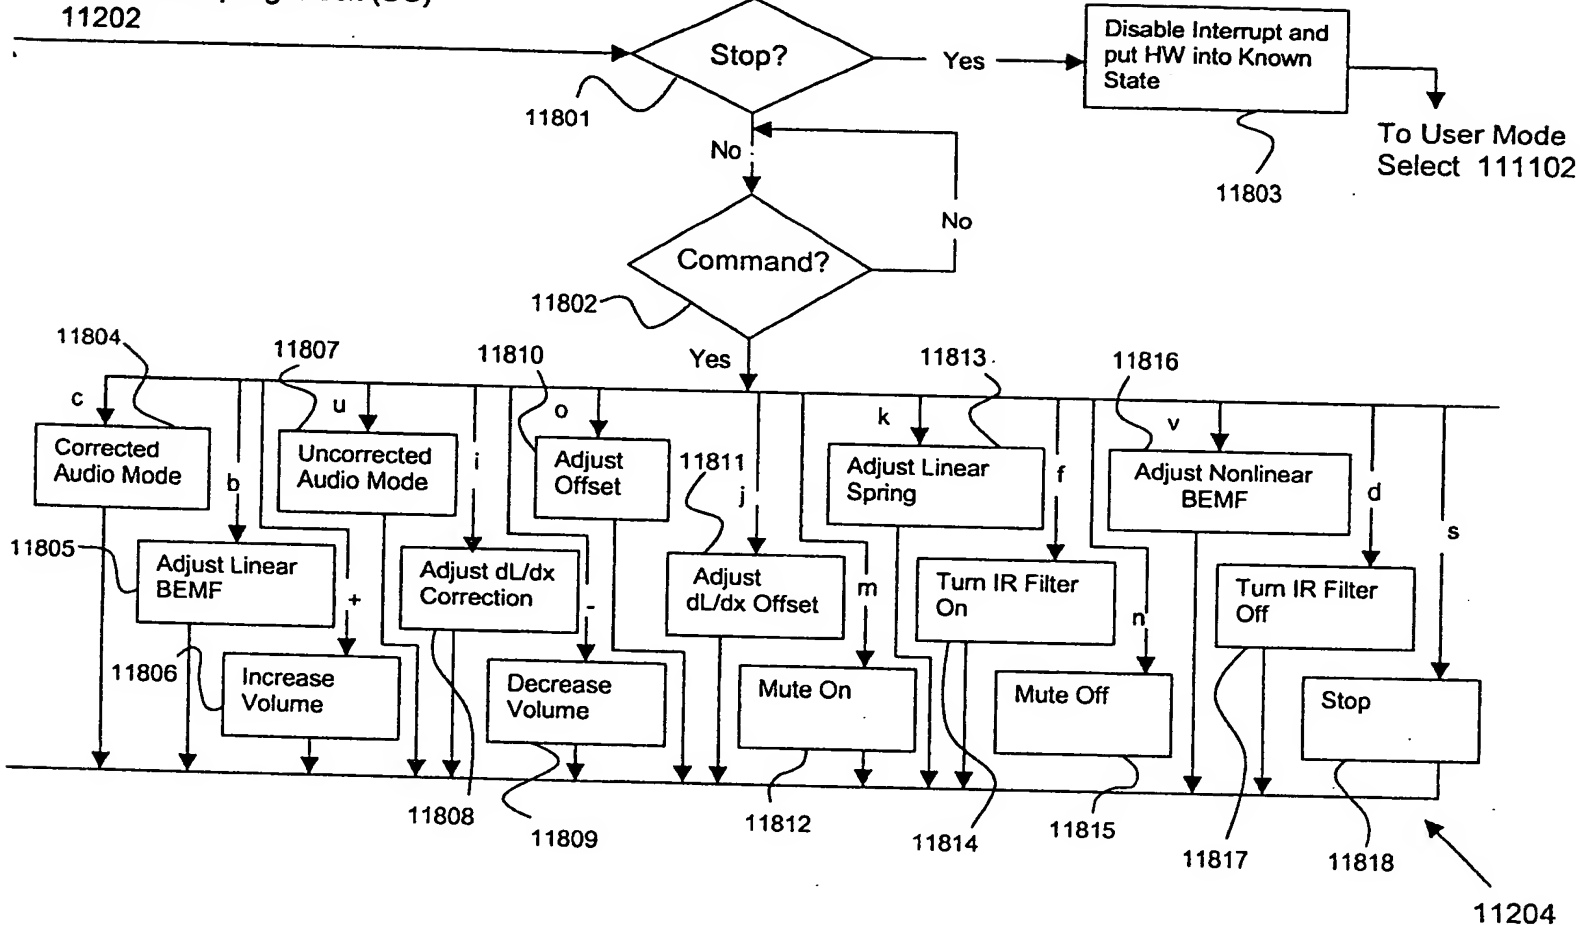 11202
Stop?
Yes
Disable Interrupt and
put HW into Known
State
11801
To User Mode
Select 111102
11803
No
No
Command?
11802
Yes
11804
11807
11810
11813
11816
c
u
o
k
v
Corrected
Audio Mode
b
Uncorrected
Audio Mode
i
Adjust
Offset
11811
j
Adjust Linear
Spring
f
Adjust Nonlinear
BEMF
d
s
11805
Adjust Linear
BEMF
+
Adjust dL/dx
Correction
-
Adjust
dL/dx Offset
m
Turn IR Filter
On
n
Turn IR Filter
Off
11806
Increase
Volume
Decrease
Volume
Mute On
Mute Off
Stop
11808
11809
11812
11814
11815
11817
11818
11204